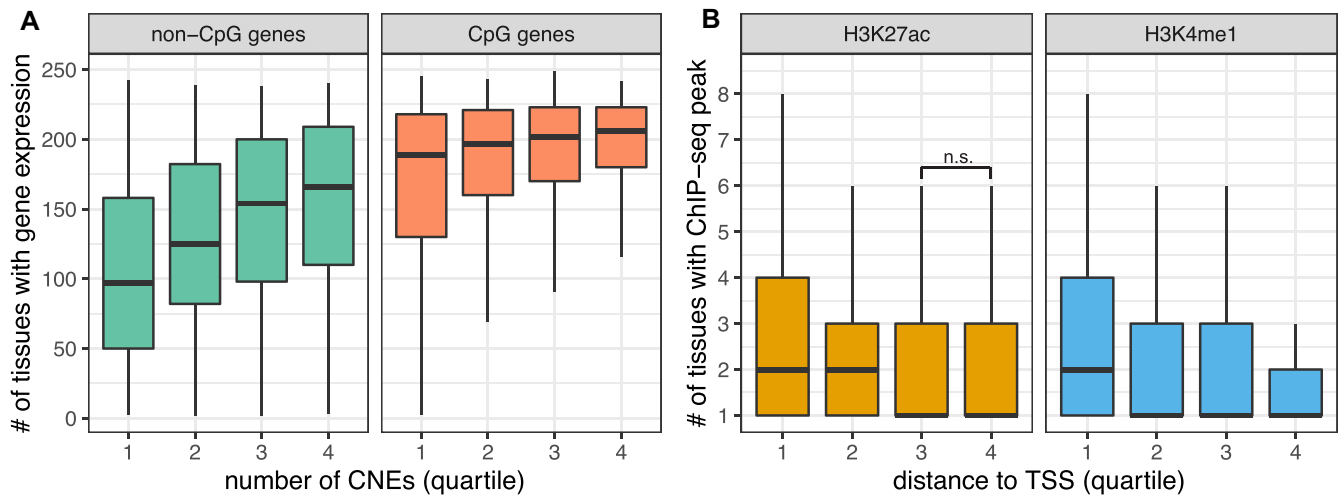 A
non−CpG genes
CpG genes
# of tissues with gene expression
250
200
150
100
50
0
1 2 3 4
1 2 3 4
number of CNEs (quartile)
B
H3K27ac
H3K4me1
# of tissues with ChIP−seq peak
8
7
6
5
4
3
2
1
n.s.
1 2 3 4
1 2 3 4
distance to TSS (quartile)